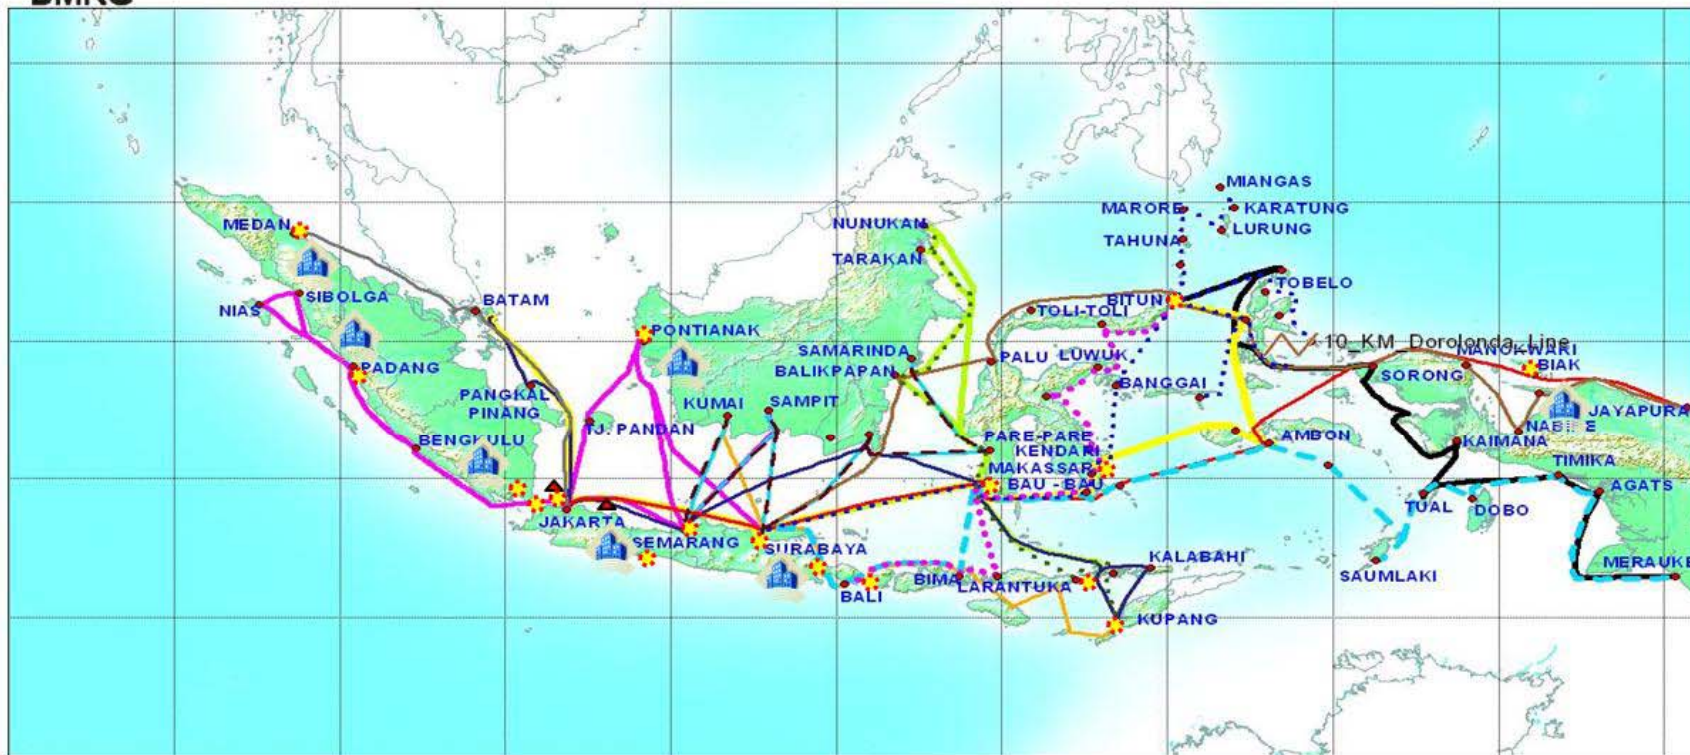 BMKG
MIANGAS
MARORE
KARATUNG
MEDAN
NUNUKAN
LURUNG
TAHUNA
TARAKAN
TOBELO
SIBOLGA
BATAM
BITUN
NIAS
TOLI-TOLI
PONTIANAK
10_KM_Dorolonda_Line
SAMARINDA
PALU
LUWUK
MANOKWARI
BIAK
PADANG
BALIKPAPAN
SORONG
BANGGAI
PANGKAL
PINANG
KUMAI
SAMPIT
JAYAPURA
TJ. PANDAN
BENGKULU
PARE-PARE
AMBON
KAIMANA
KENDARI
MAKASSAR
TIMIKA
BAU - BAU
AGATS
TUAL
DOBO
JAKARTA
SEMARANG
SURABAYA
KALABAHI
MERAUKE
SAUMLAKI
BIMA
LARANTUKA
BALI
KUPANG